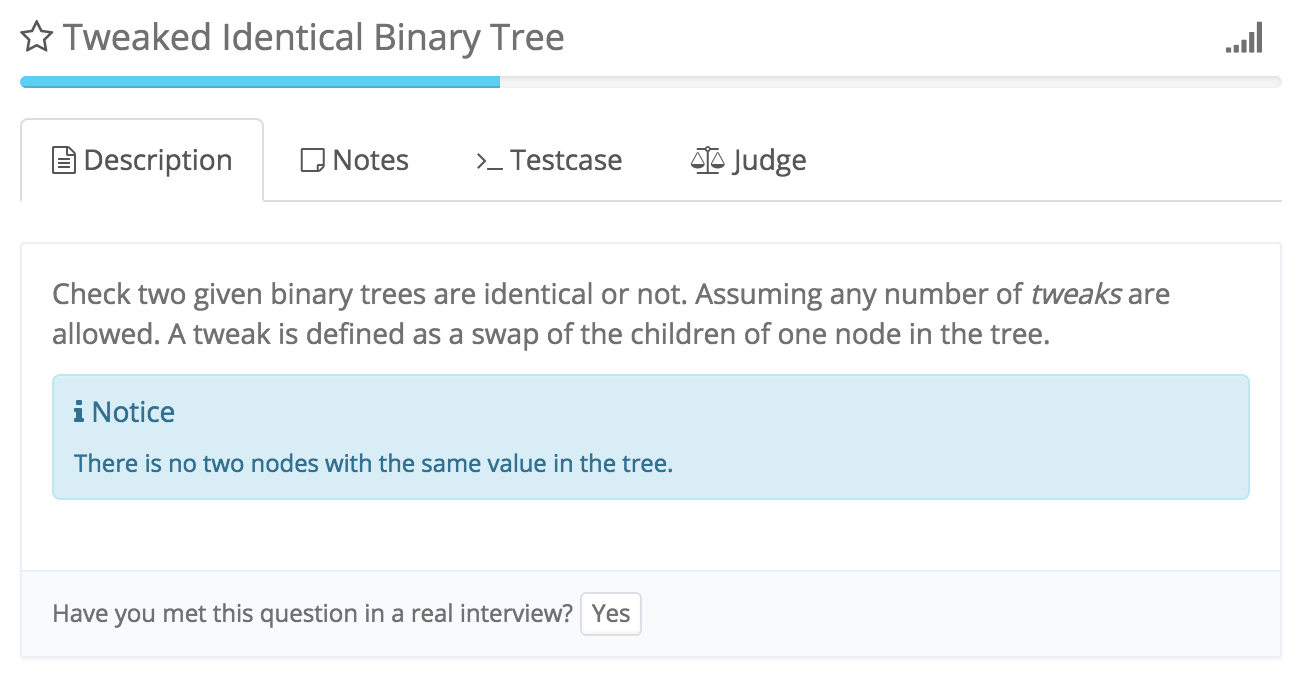 Tweaked Identical Binary Tree
Description Notes Testcase Judge
Check two given binary trees are identical or not. Assuming any number of tweaks are
allowed. A tweak is defined as a swap of the children of one node in the tree.
Notice
There is no two nodes with the same value in the tree.
Have you met this question in a real interview? Yes